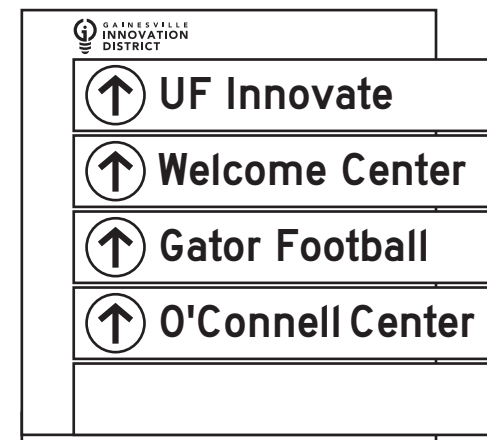 GAINESVILLE
INNOVATION
DISTRICT
UF Innovate
Welcome Center
Gator Football
O'Connell Center